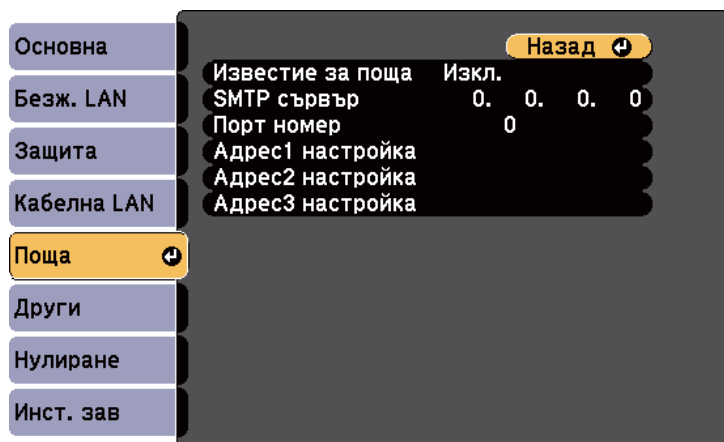 Основна
Безж. LAN
Защита
Кабелна LAN
Поща
Други
Нулиране
Инст. зав
Назад
Известие за поща Изкл.
SMTP сървър 0. 0. 0. 0
Порт номер 0
Адрес1 настройка
Адрес2 настройка
Адрес3 настройка